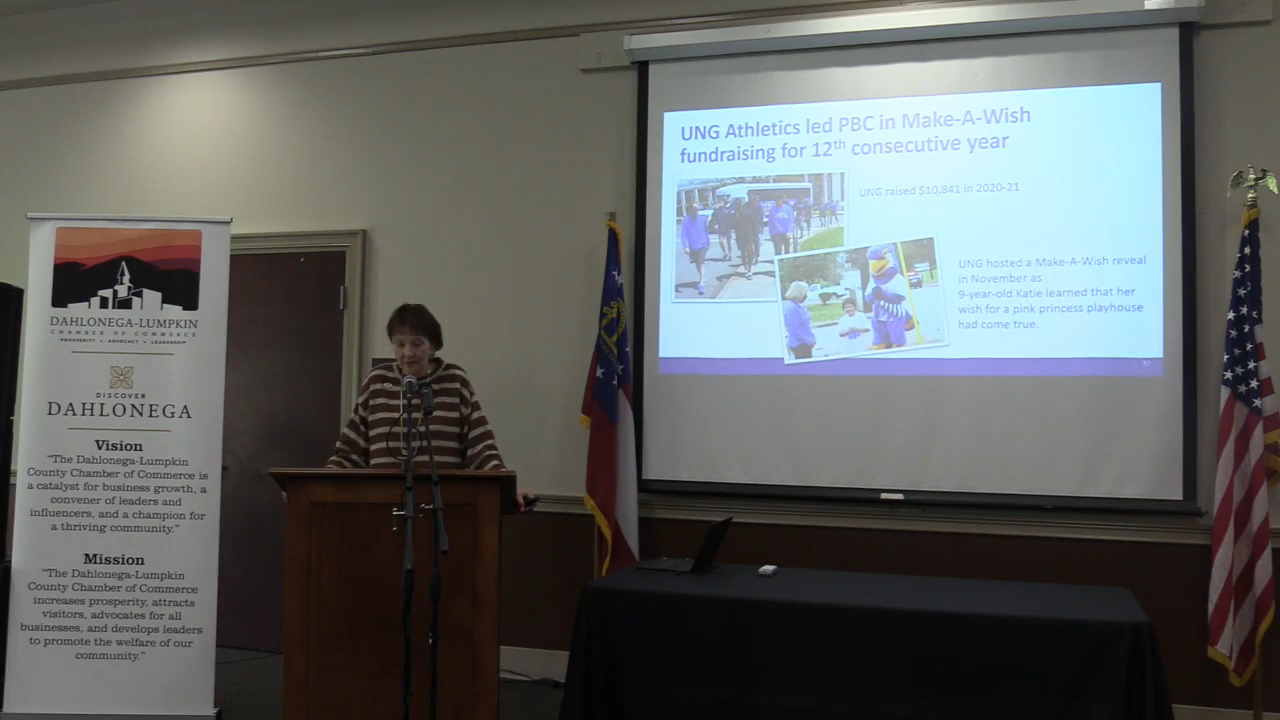 DAHLONEGA-LUMPKIN
CHAMBER OF COMMERCE
PROSPERITY • ADVOCACY • LEADERSHIP
DISCOVER
DAHLONEGA
Vision
“The Dahlonega-Lumpkin
County Chamber of Commerce is
a catalyst for business growth, a
convener of leaders and
influencers, and a champion for
a thriving community.”
Mission
“The Dahlonega-Lumpkin
County Chamber of Commerce
increases prosperity, attracts
visitors, advocates for all
businesses, and develops leaders
to promote the welfare of our
community.”
UNG Athletics led PBC in Make-A-Wish
fundraising for 12th consecutive year
UNG raised $10,841 in 2020-21
UNG hosted a Make-A-Wish reveal
in November as
9-year-old Katie learned that her
wish for a pink princess playhouse
had come true.